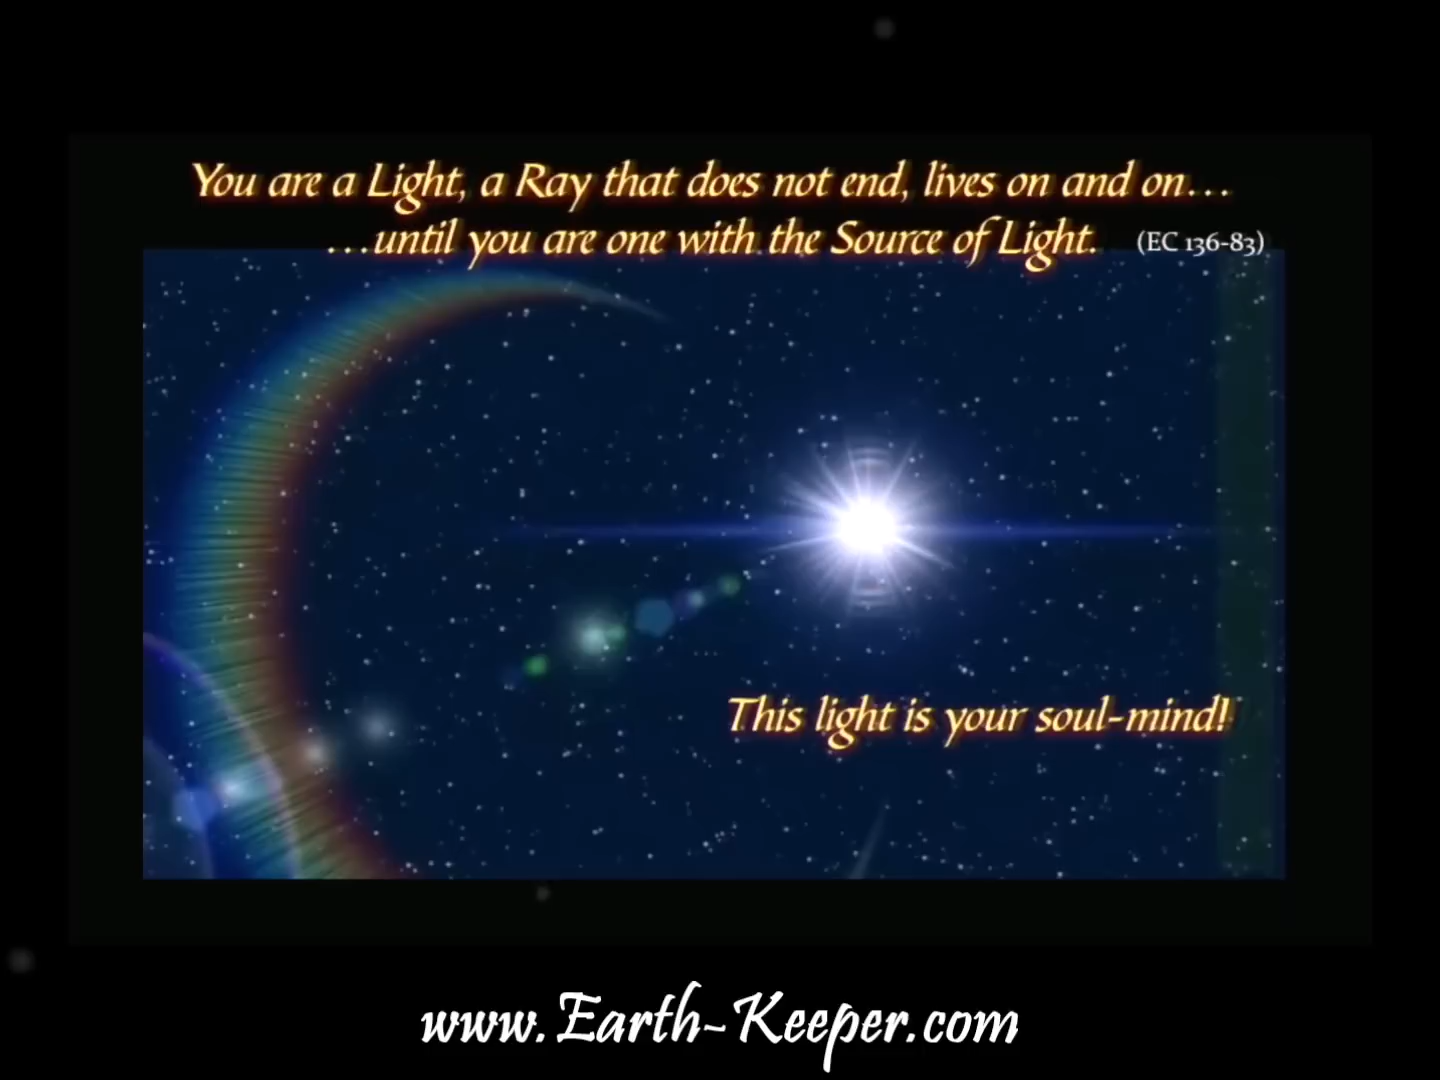 You are a Light, a Ray that does not end, lives on and on...
...until you are one with the Source of Light. (EC 136-83)
This light is your soul-mind!
www.Earth-Keeper.com